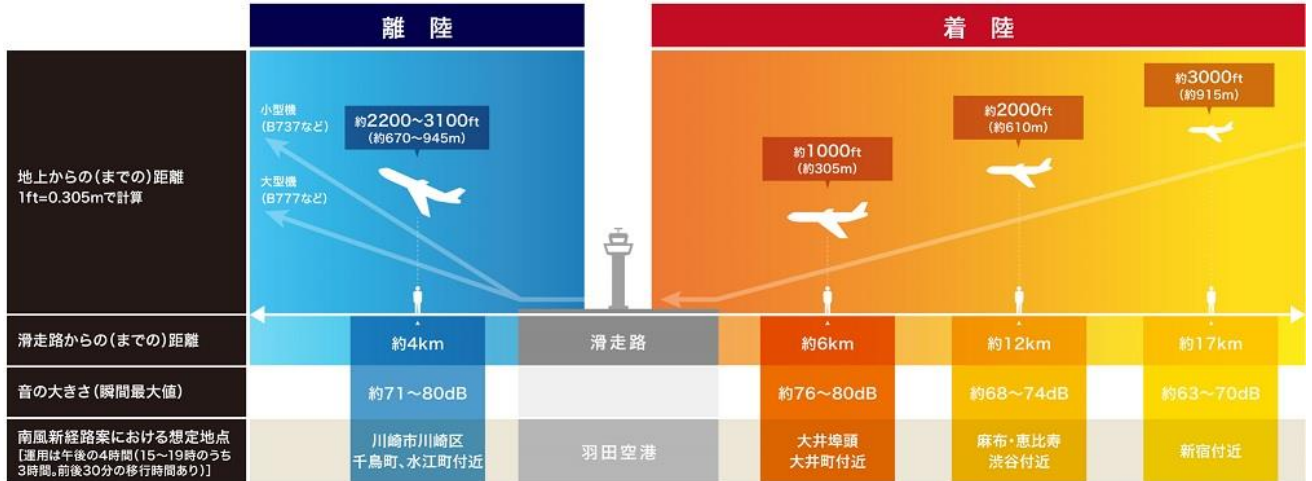 離陸
着陸
地上からの(までの)距離
1ft=0.305mで計算
小型機
(B737など)
大型機
(B777など)
約2200~3100ft
(約670~945m)
約1000ft
(約305m)
約2000ft
(約610m)
約3000ft
(約915m)
滑走路からの(までの)距離
約4km
滑走路
約6km
約12km
約17km
音の大きさ(瞬間最大値)
約71~80dB
約76~80dB
約68~74dB
約63~70dB
南風新経路案における想定地点
[運用は午後の4時間(15~19時のうち
3時間。前後30分の移行時間あり)]
川崎市川崎区
千鳥町、水江町付近
羽田空港
大井埠頭
大井町付近
麻布・恵比寿
渋谷付近
新宿付近